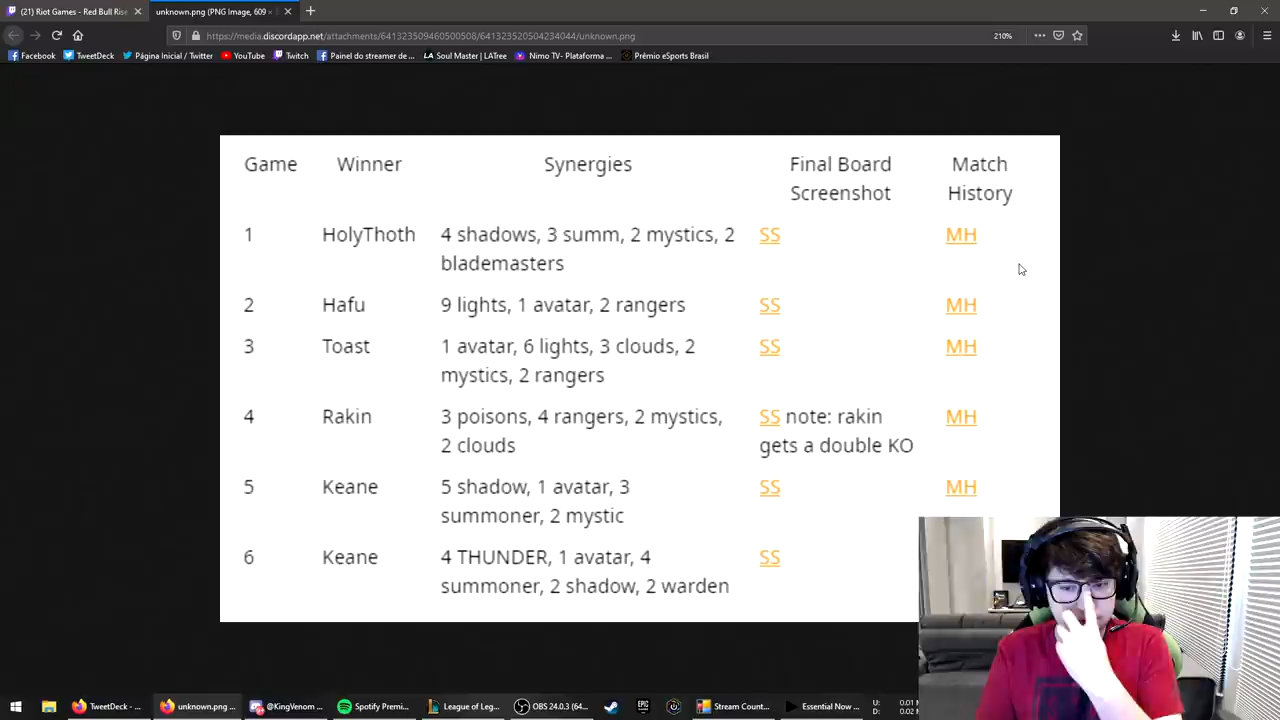 (21) Riot Games - Red Bull Rise
unknown.png (PNG Image, 609 ×
https://media.discordapp.net/attachments/641323509460500508/641323520504234044/unknown.png
210%
Facebook TweetDeck Página Inicial / Twitter YouTube Twitch Painel do streamer de ... Soul Master | LATree Nimo TV- Plataforma ... Prêmio eSports Brasil
Game Winner Synergies Final Board Screenshot Match History
1 HolyThoth 4 shadows, 3 summ, 2 mystics, 2 SS MH
blademasters
2 Hafu 9 lights, 1 avatar, 2 rangers SS MH
3 Toast 1 avatar, 6 lights, 3 clouds, 2 SS MH
mystics, 2 rangers
4 Rakin 3 poisons, 4 rangers, 2 mystics, SS note: rakin MH
2 clouds gets a double KO
5 Keane 5 shadow, 1 avatar, 3 SS MH
summoner, 2 mystic
6 Keane 4 THUNDER, 1 avatar, 4 SS
summoner, 2 shadow, 2 warden
TweetDeck - ... unknown.png ... @KingVenom ... Spotify Premi... League of Leg... OBS 24.0.3 (64... EPIC Stream Count... Essential Now ... U: 0.01 D: 0.02